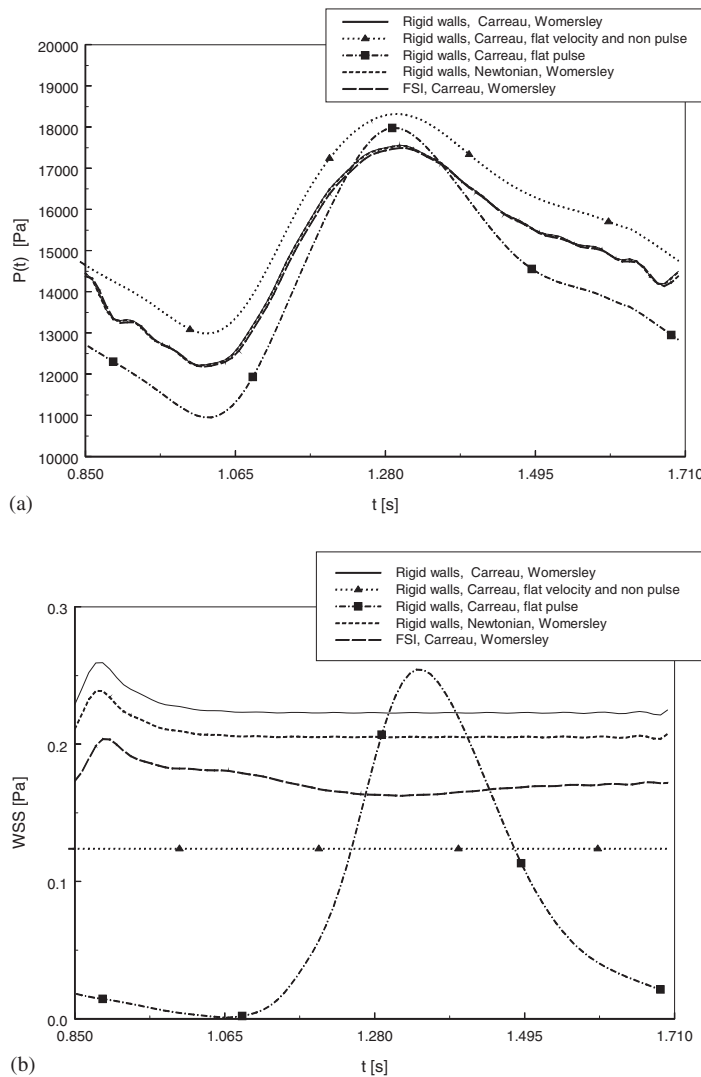 Rigid walls, Carreau, Womersley
Rigid walls, Carreau, flat velocity and non pulse
Rigid walls, Carreau, flat pulse
Rigid walls, Newtonian, Womersley
FSI, Carreau, Womersley
20000
19000
18000
17000
16000
15000
14000
13000
12000
11000
10000
P(t) [Pa]
0.850 1.065 1.280 1.495 1.710
t [s]
(a)
Rigid walls, Carreau, Womersley
Rigid walls, Carreau, flat velocity and non pulse
Rigid walls, Carreau, flat pulse
Rigid walls, Newtonian, Womersley
FSI, Carreau, Womersley
0.3
0.2
0.1
0.0
WSS [Pa]
0.850 1.065 1.280 1.495 1.710
t [s]
(b)